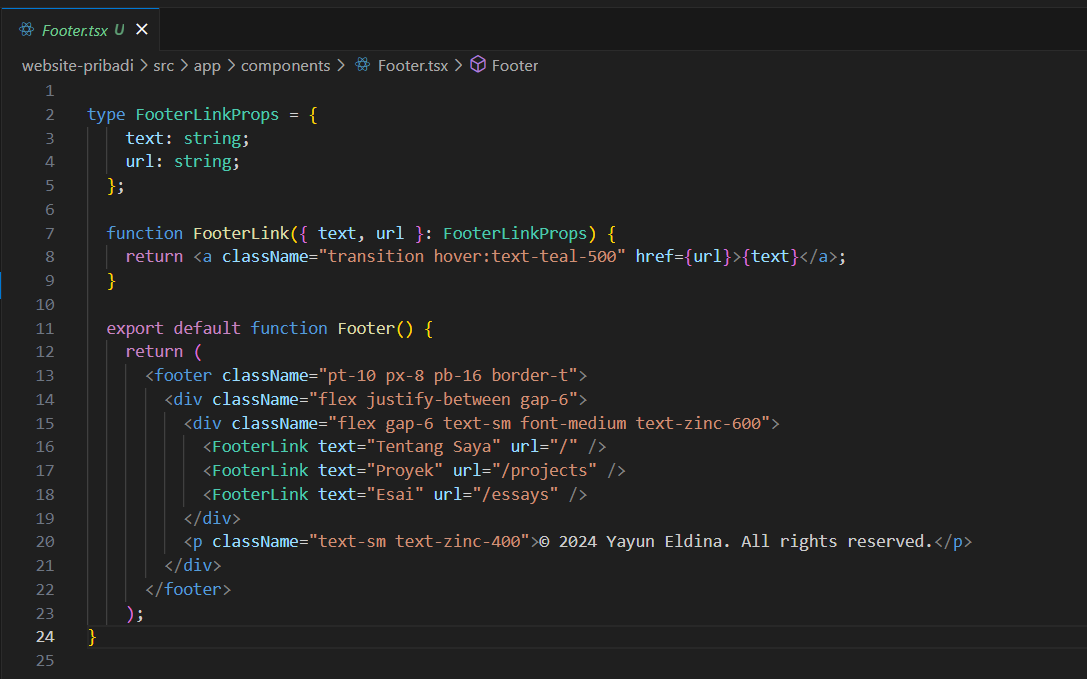 Footer.tsx U
website-pribadi > src > app > components > Footer.tsx > Footer
1
2 type FooterLinkProps = {
3 text: string;
4 url: string;
5 };
6
7 function FooterLink({ text, url }: FooterLinkProps) {
8 return <a className="transition hover:text-teal-500" href={url}>{text}</a>;
9 }
10
11 export default function Footer() {
12 return (
13 <footer className="pt-10 px-8 pb-16 border-t">
14 <div className="flex justify-between gap-6">
15 <div className="flex gap-6 text-sm font-medium text-zinc-600">
16 <FooterLink text="Tentang Saya" url="/" />
17 <FooterLink text="Proyek" url="/projects" />
18 <FooterLink text="Esai" url="/essays" />
19 </div>
20 <p className="text-sm text-zinc-400">© 2024 Yayun Eldina. All rights reserved.</p>
21 </div>
22 </footer>
23 );
24 }
25